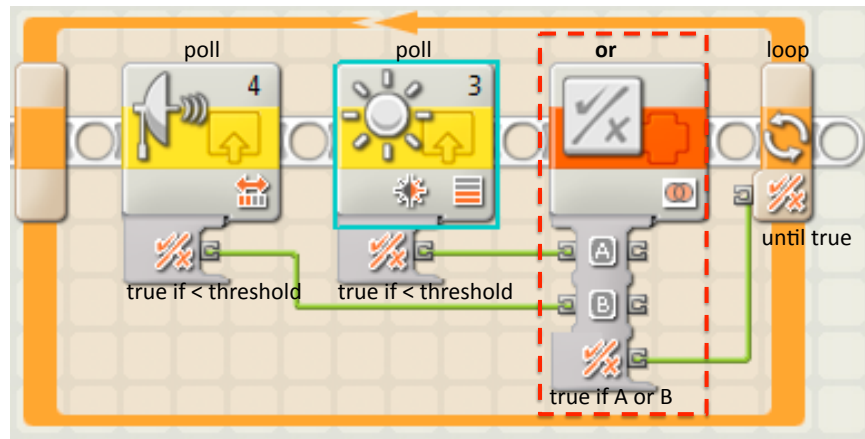 poll
poll
or
loop
4
3
until true
A
true if < threshold
true if < threshold
B
true if A or B